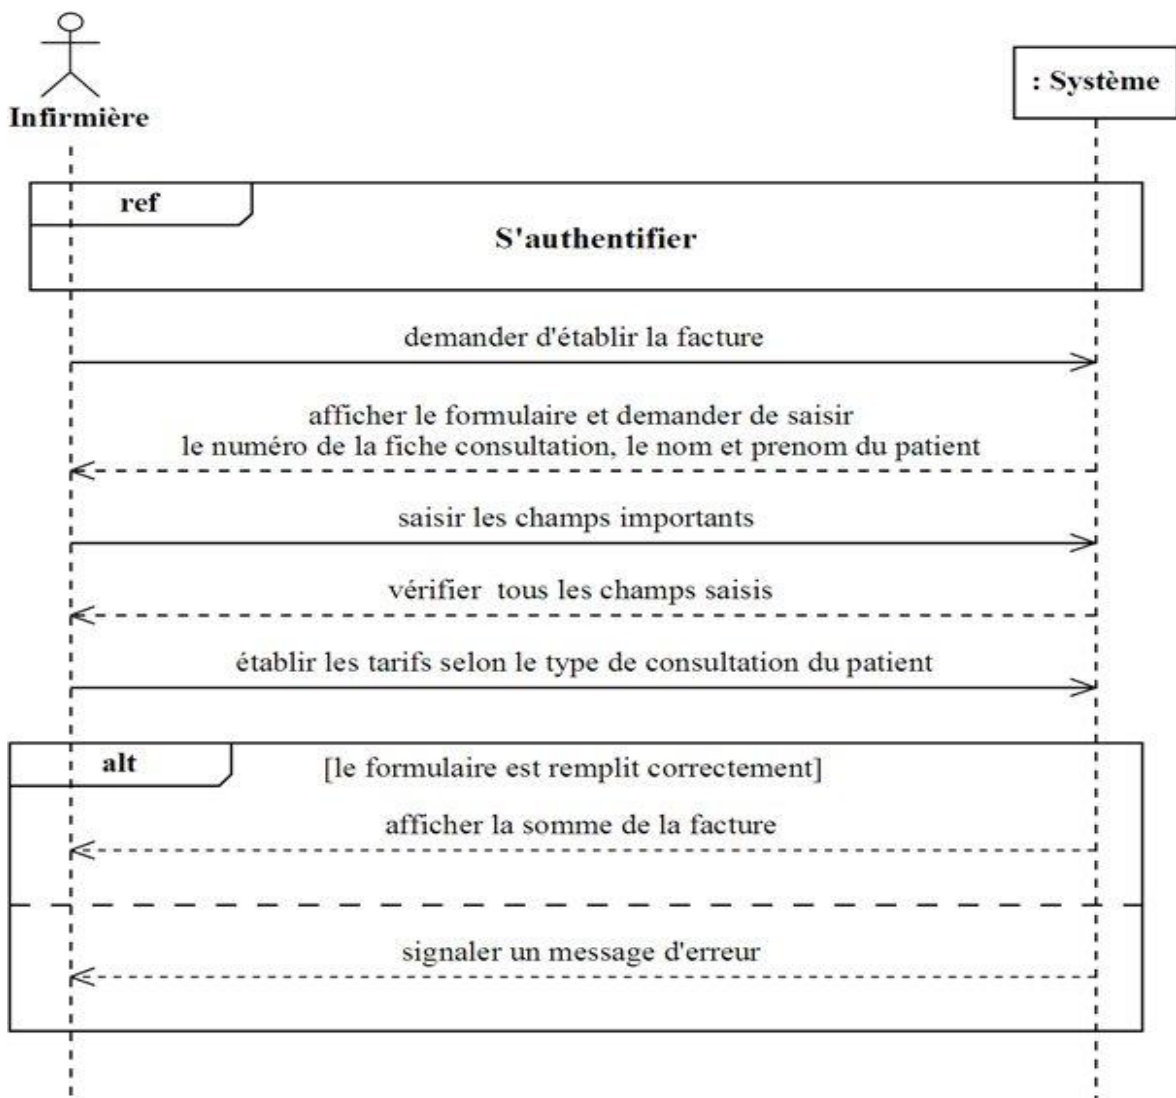 Infirmière
: Système
ref
S'authentifier
demander d'établir la facture
afficher le formulaire et demander de saisir
le numéro de la fiche consultation, le nom et prenom du patient
saisir les champs importants
vérifier tous les champs saisis
établir les tarifs selon le type de consultation du patient
alt
[le formulaire est remplit correctement]
afficher la somme de la facture
signaler un message d'erreur